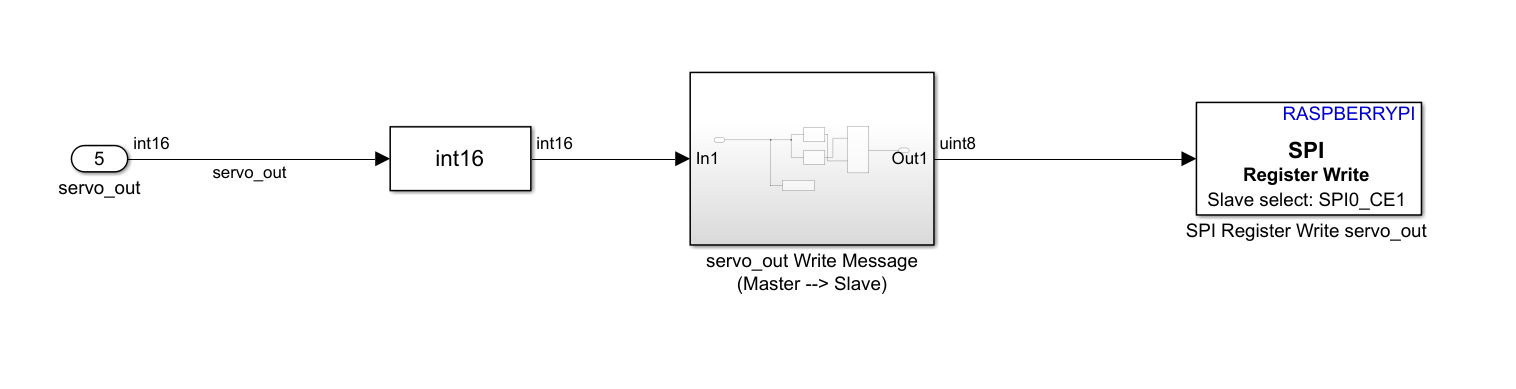 5
int16
servo_out
servo_out
int16
int16
In1
Out1
servo_out Write Message
(Master --> Slave)
uint8
RASPBERRYPI
SPI
Register Write
Slave select: SPI0_CE1
SPI Register Write servo_out